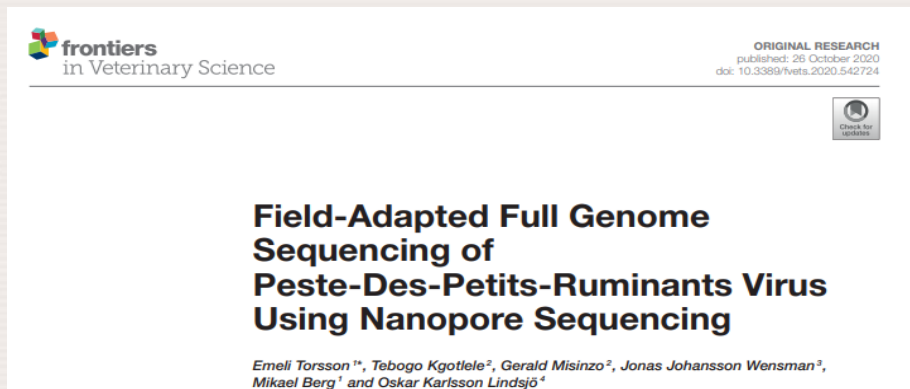 frontiers
in Veterinary Science
ORIGINAL RESEARCH
published: 26 October 2020
doi: 10.3389/fvets.2020.542724
Check for
updates
Field-Adapted Full Genome
Sequencing of
Peste-Des-Petits-Ruminants Virus
Using Nanopore Sequencing
Emeli Torsson 1*, Tebogo Kgotlele 2, Gerald Misinzo 2, Jonas Johansson Wensman 3,
Mikael Berg 1 and Oskar Karlsson Lindsjö 4